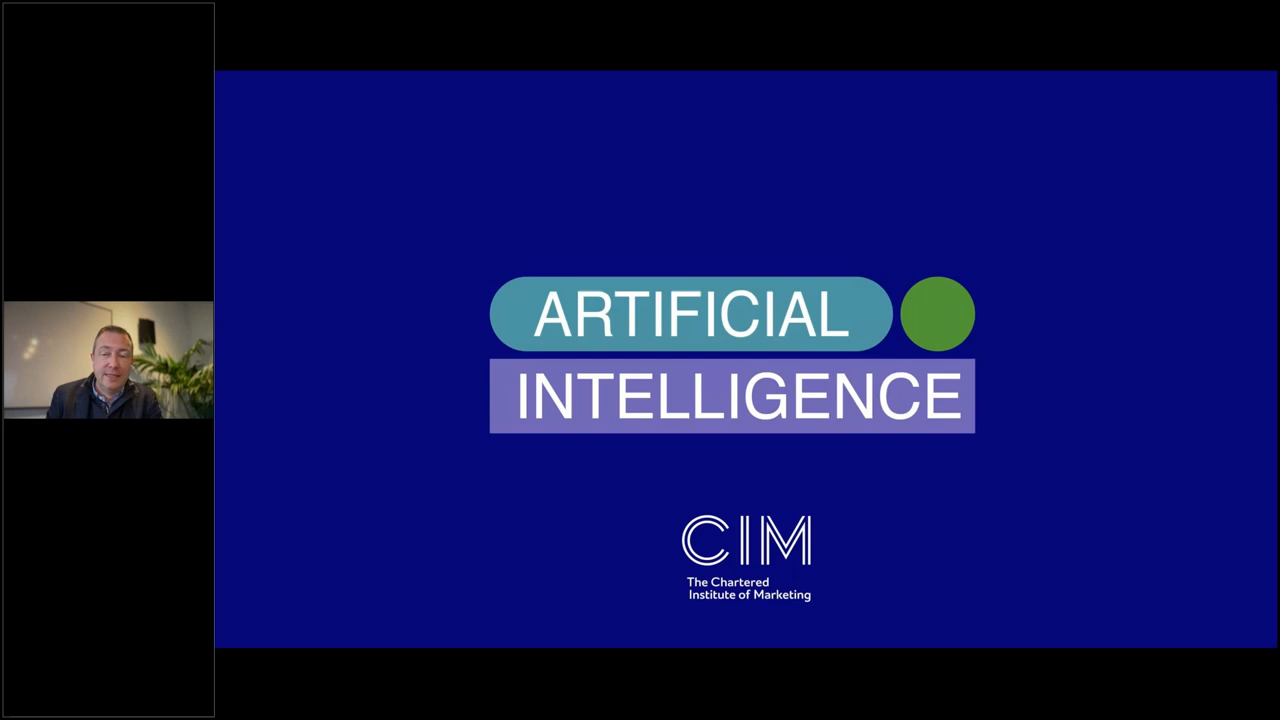 ARTIFICIAL
INTELLIGENCE
CIM
The Chartered
Institute of Marketing